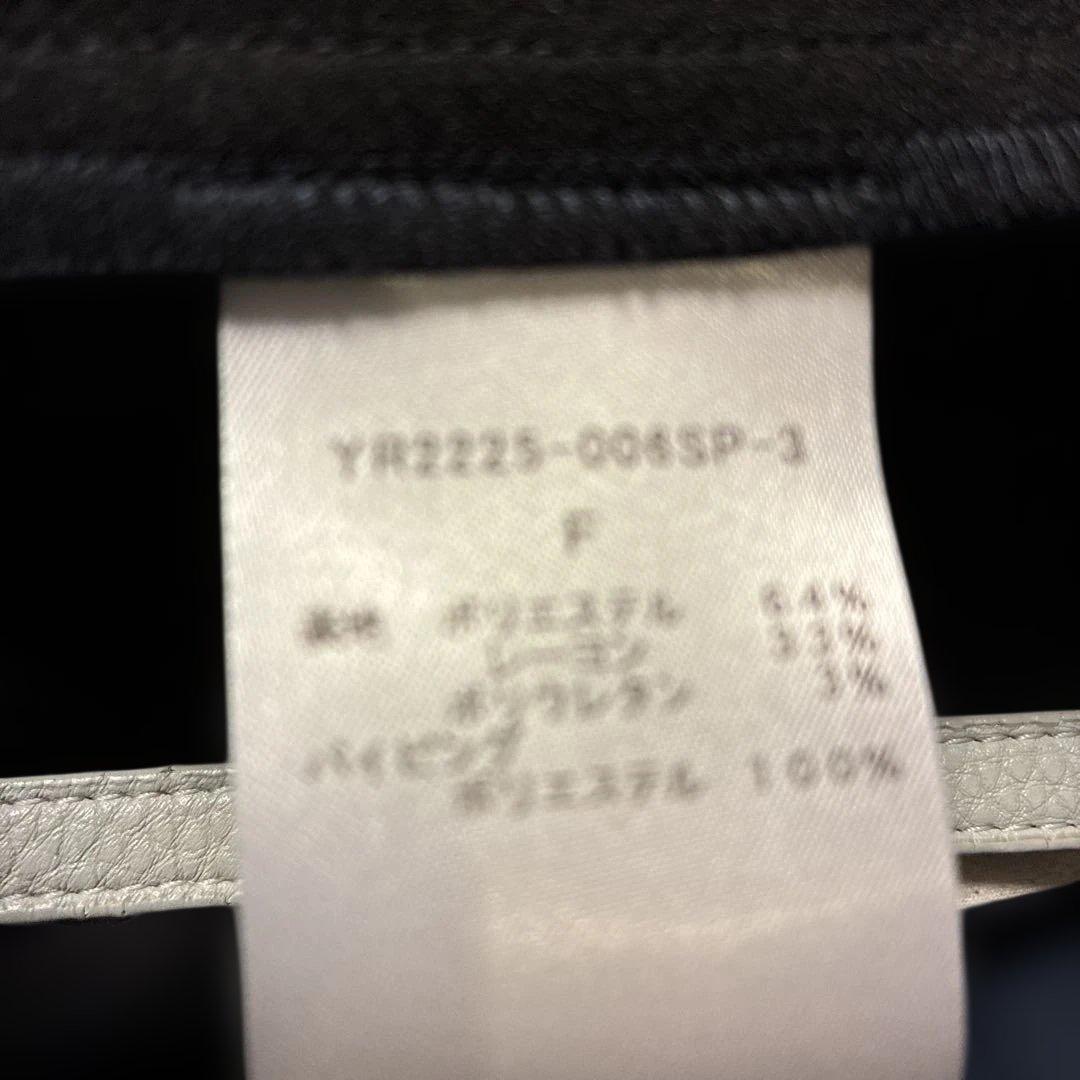 YR2225-006SP-3
F
表地 ポリエステル 64%
レーヨン 33%
ポリウレタン 3%
パイピング
ポリエステル 100%